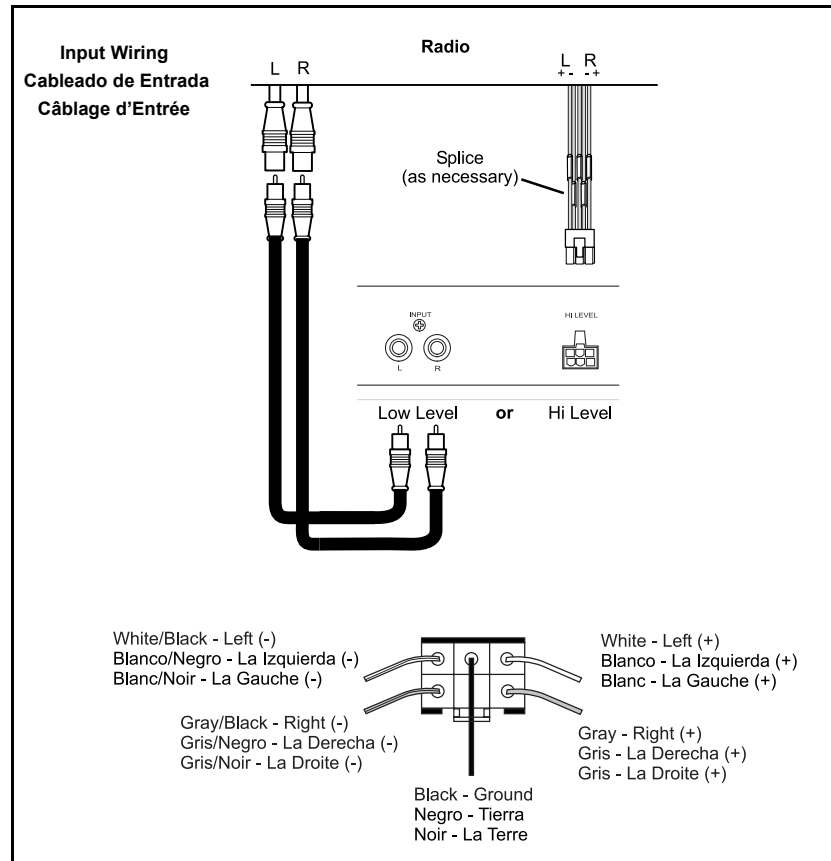 Input Wiring
Cableado de Entrada
Câblage d’Entrée
Radio
L R
L R
+ - - +
Splice
(as necessary)
INPUT
L R
HI LEVEL
Low Level or Hi Level
White/Black - Left (-)
Blanco/Negro - La Izquierda (-)
Blanc/Noir - La Gauche (-)
White - Left (+)
Blanco - La Izquierda (+)
Blanc - La Gauche (+)
Gray/Black - Right (-)
Gris/Negro - La Derecha (-)
Gris/Noir - La Droite (-)
Gray - Right (+)
Gris - La Derecha (+)
Gris - La Droite (+)
Black - Ground
Negro - Tierra
Noir - La Terre